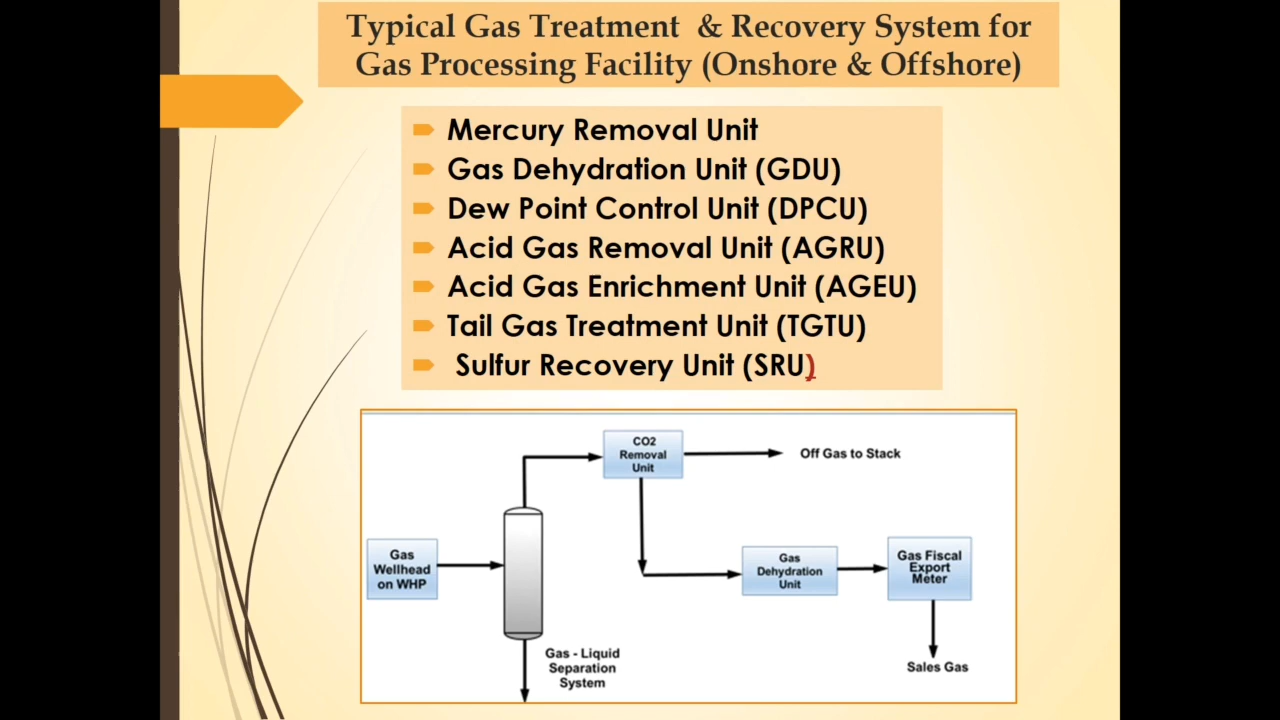 Typical Gas Treatment & Recovery System for
Gas Processing Facility (Onshore & Offshore)
Mercury Removal Unit
Gas Dehydration Unit (GDU)
Dew Point Control Unit (DPCU)
Acid Gas Removal Unit (AGRU)
Acid Gas Enrichment Unit (AGEU)
Tail Gas Treatment Unit (TGTU)
Sulfur Recovery Unit (SRU)
CO2
Removal
Unit
Off Gas to Stack
Gas
Wellhead
on WHP
Gas
Dehydration
Unit
Gas Fiscal
Export
Meter
Gas - Liquid
Separation
System
Sales Gas